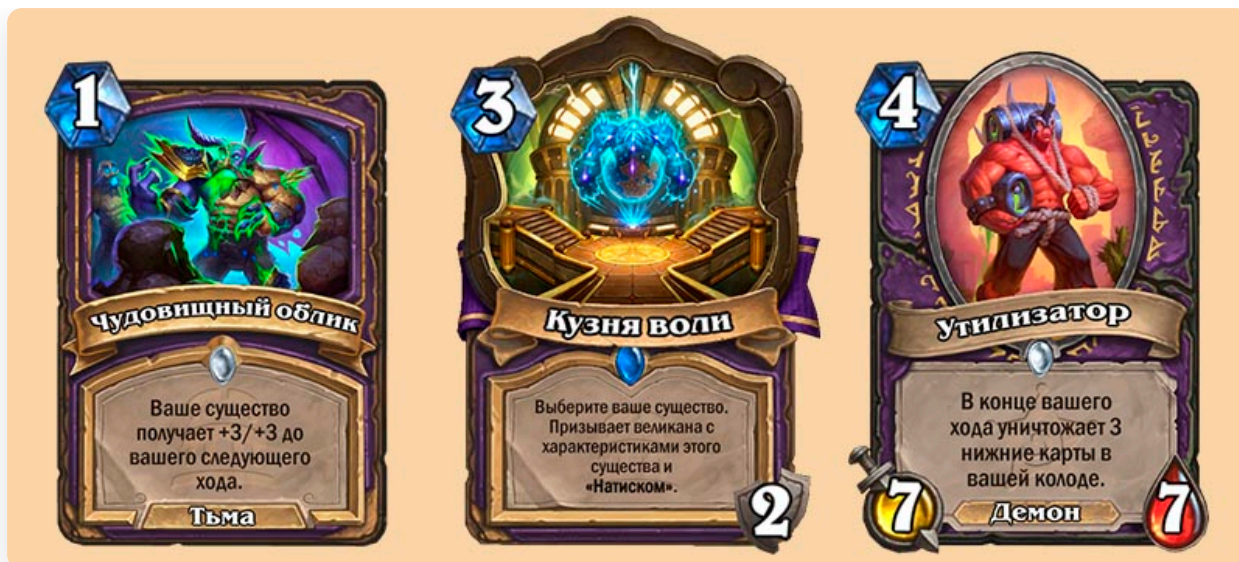 1
Чудовищный облик
Ваше существо
получает +3/+3 до
вашего следующего
хода.
Тьма
3
Кузня воли
Выберите ваше существо.
Призывает великана с
характеристиками этого
существа и
«Натиском».
2
4
Утилизатор
В конце вашего
хода уничтожает 3
нижние карты в
вашей колоде.
7
Демон
7